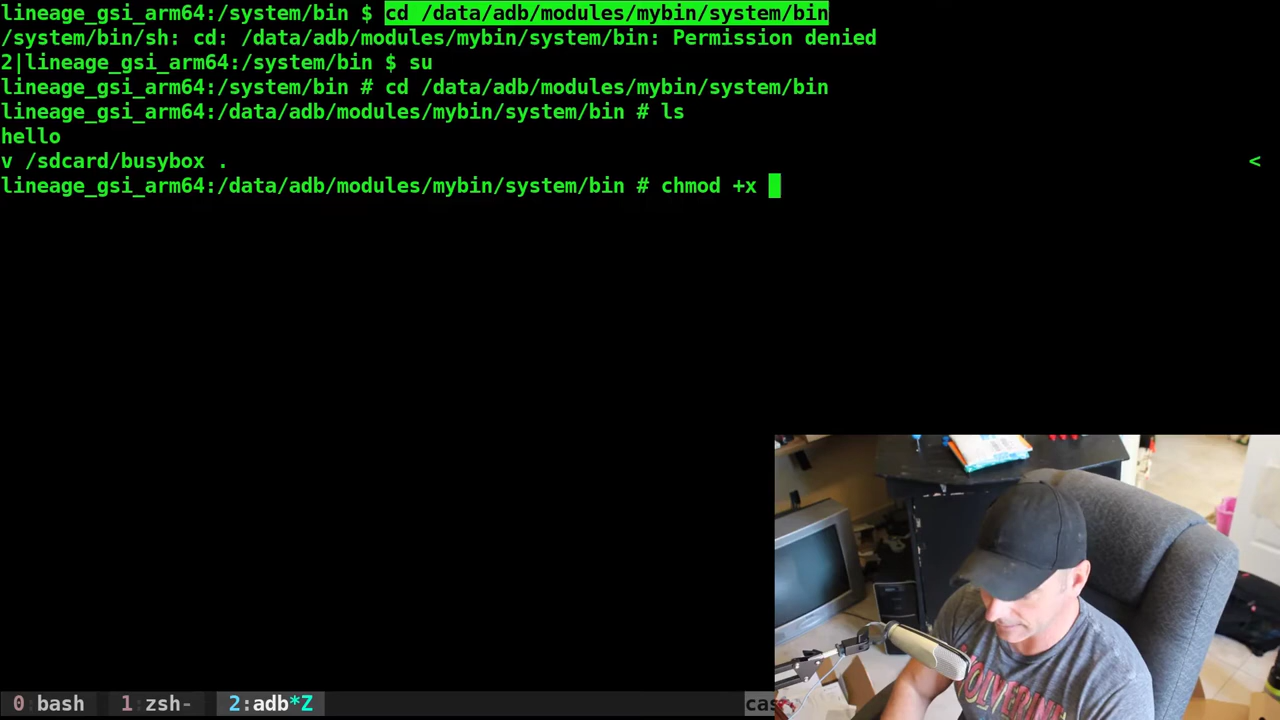 lineage_gsi_arm64:/system/bin $ cd /data/adb/modules/mybin/system/bin
/system/bin/sh: cd: /data/adb/modules/mybin/system/bin: Permission denied
2|lineage_gsi_arm64:/system/bin $ su
lineage_gsi_arm64:/system/bin # cd /data/adb/modules/mybin/system/bin
lineage_gsi_arm64:/data/adb/modules/mybin/system/bin # ls
hello
v /sdcard/busybox . <
lineage_gsi_arm64:/data/adb/modules/mybin/system/bin # chmod +x
WOLVERINE
0:bash 1:zsh- 2:adb*Z